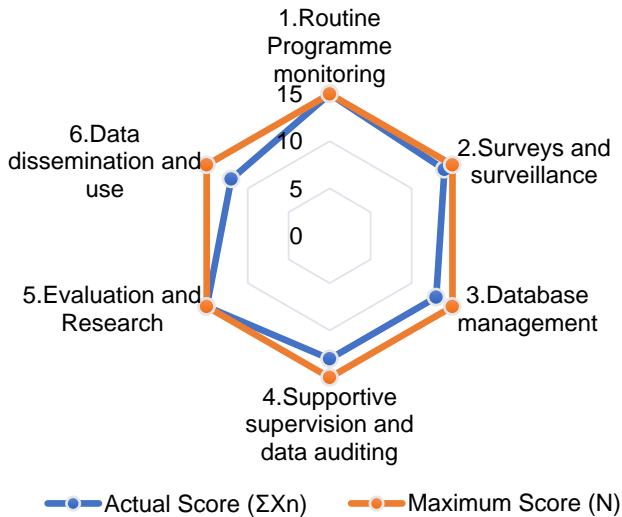 1.Routine
Programme
monitoring
15
10
5
0
2.Surveys and
surveillance
3.Database
management
4.Supportive
supervision and
data auditing
5.Evaluation and
Research
6.Data
dissemination and
use
Actual Score (ΣXn)
Maximum Score (N)